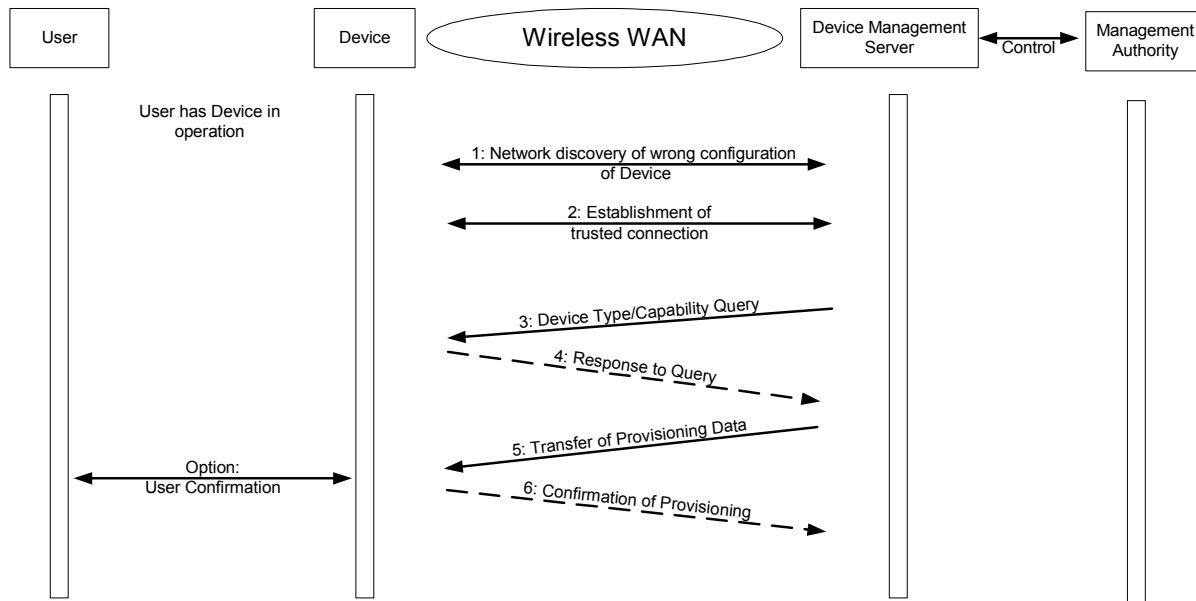 User
Device
Wireless WAN
Device Management
Server
Control
Management
Authority
User has Device in
operation
1: Network discovery of wrong configuration
of Device
2: Establishment of
trusted connection
3: Device Type/Capability Query
4: Response to Query
5: Transfer of Provisioning Data
Option:
User Confirmation
6: Confirmation of Provisioning